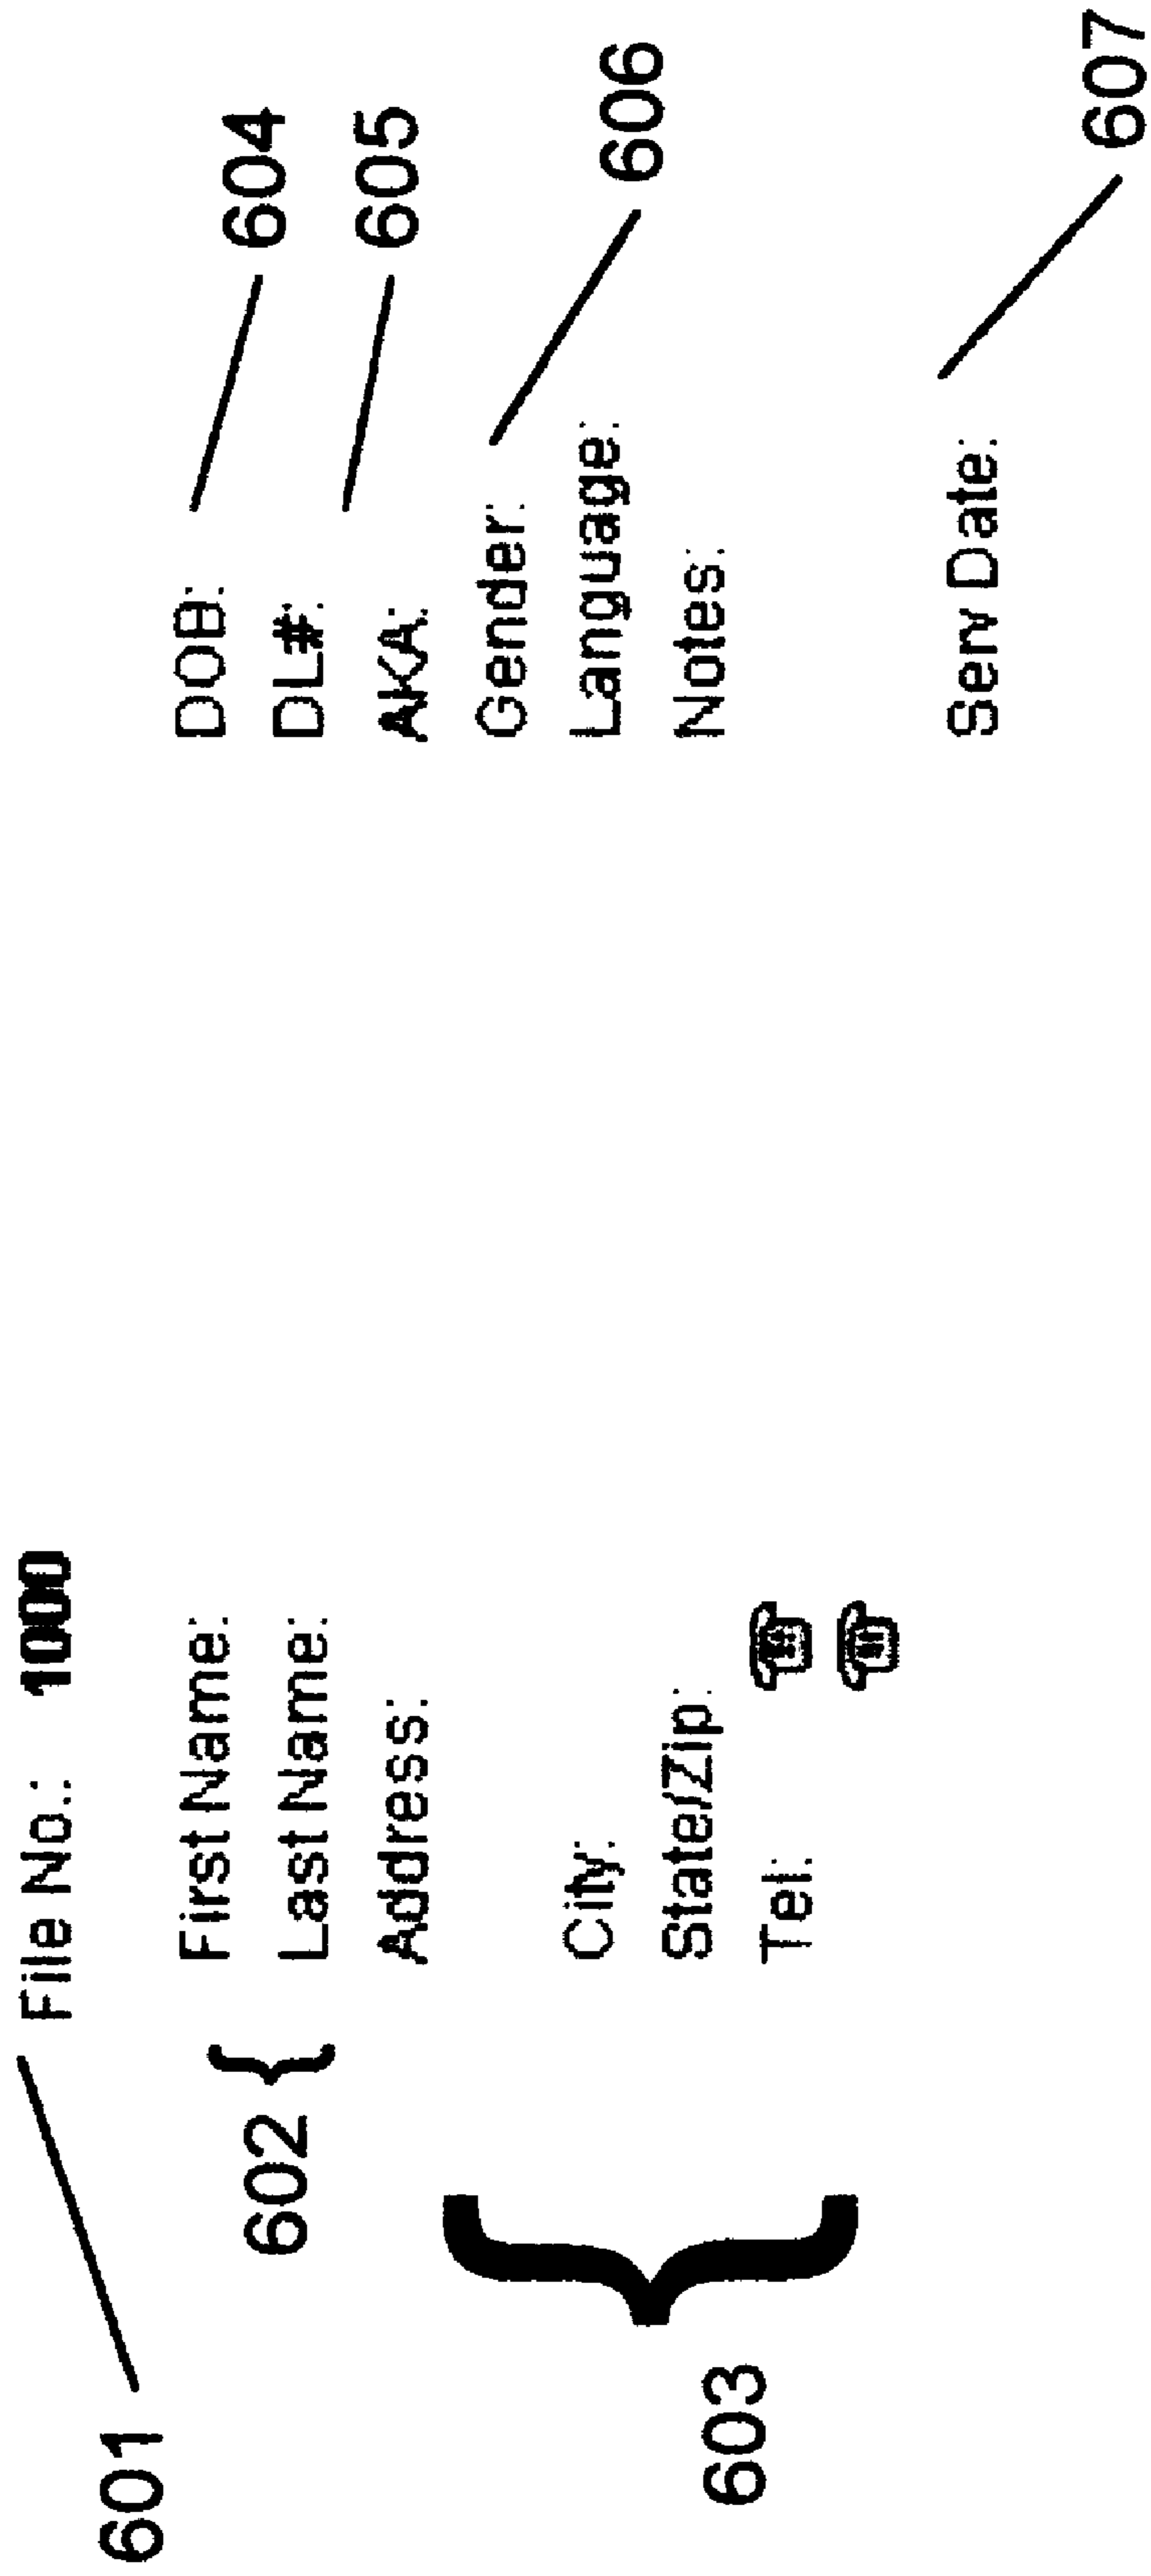 601
File No.: 1000
602
First Name:
Last Name:
603
Address:
City:
State/Zip:
Tel:
DOB:
604
DL#:
605
AKA:
Gender:
606
Language:
Notes:
Serv Date:
607